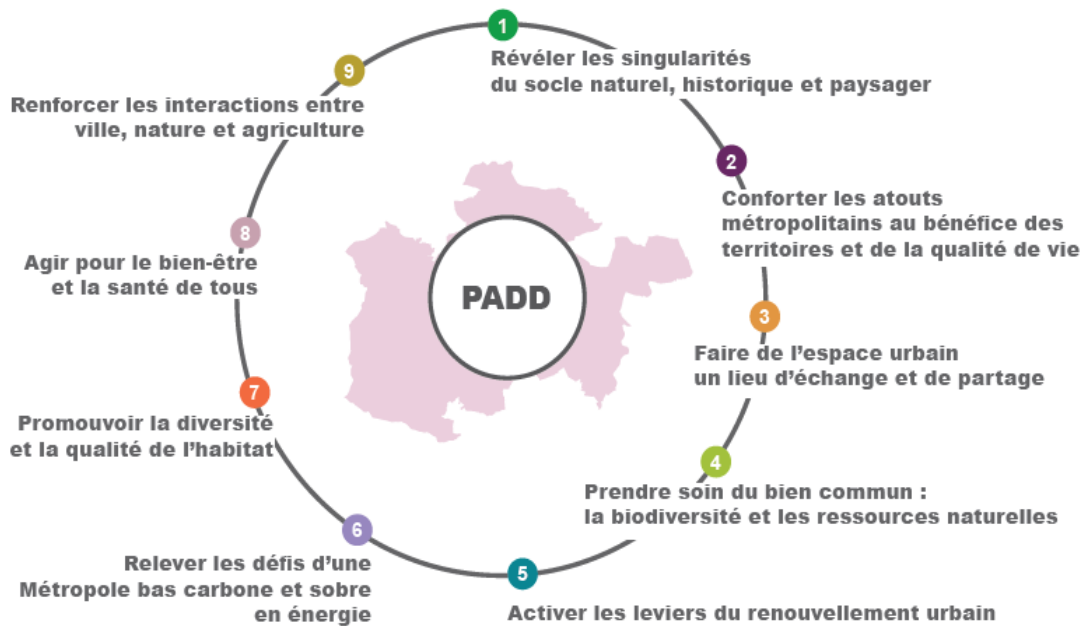 1
Révéler les singularités
du socle naturel, historique et paysager
2
Conforter les atouts
métropolitains au bénéfice des
territoires et de la qualité de vie
3
Faire de l’espace urbain
un lieu d’échange et de partage
4
Prendre soin du bien commun :
la biodiversité et les ressources naturelles
5
Activer les leviers du renouvellement urbain
6
Relever les défis d’une
Métropole bas carbone et sobre
en énergie
7
Promouvoir la diversité
et la qualité de l’habitat
8
Agir pour le bien-être
et la santé de tous
9
Renforcer les interactions entre
ville, nature et agriculture
PADD